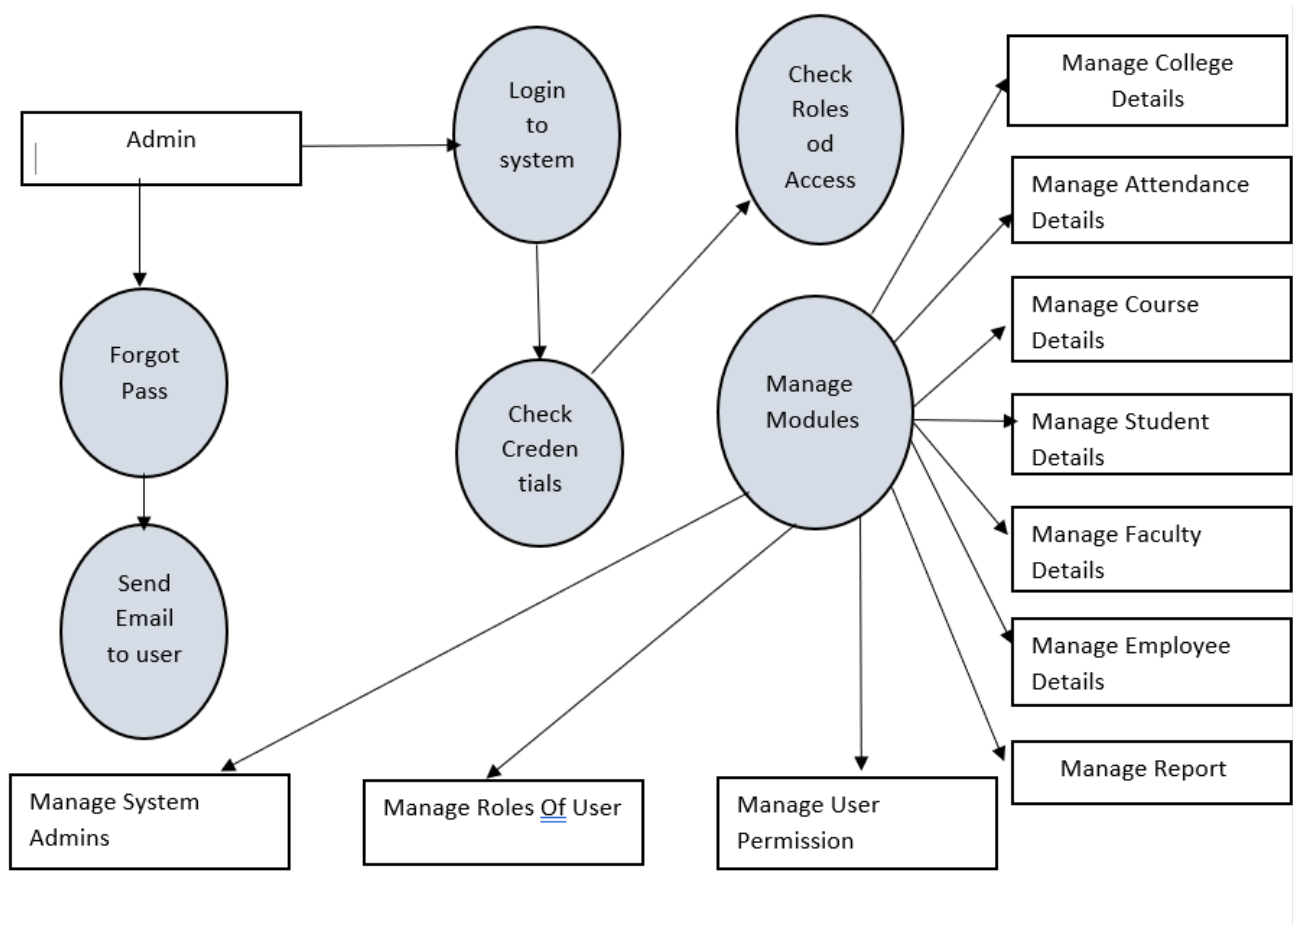 Admin
Login
to
system
Check
Roles
od
Access
Manage College
Details
Manage Attendance
Details
Manage Course
Details
Forgot
Pass
Check
Creden
tials
Manage
Modules
Manage Student
Details
Manage Faculty
Details
Send
Email
to user
Manage Employee
Details
Manage Report
Manage System
Admins
Manage Roles Of User
Manage User
Permission